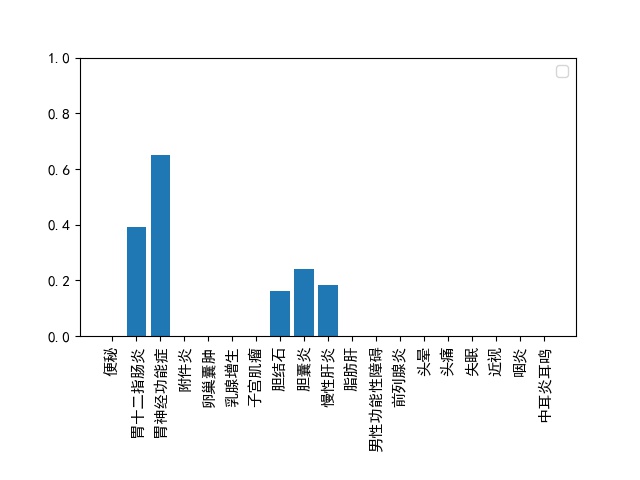 1.0
0.8
0.6
0.4
0.2
0.0
便秘
胃十二指肠炎
胃神经功能症
附件炎
卵巢囊肿
乳腺增生
子宫肌瘤
胆结石
胆囊炎
慢性肝炎
脂肪肝
男性功能性障碍
前列腺炎
头晕
头痛
失眠
近视
咽炎
中耳炎耳鸣